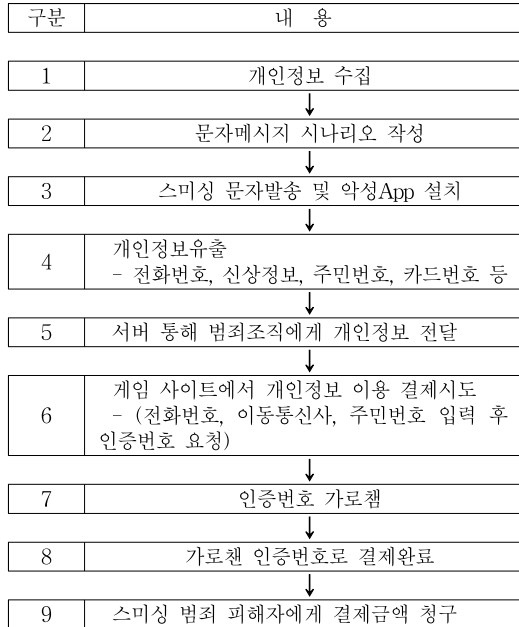 구분 내 용
1 개인정보 수집
↓
2 문자메시지 시나리오 작성
↓
3 스미싱 문자발송 및 악성App 설치
↓
4 개인정보유출
- 전화번호, 신상정보, 주민번호, 카드번호 등
↓
5 서버 통해 범죄조직에게 개인정보 전달
↓
6 게임 사이트에서 개인정보 이용 결제시도
- (전화번호, 이동통신사, 주민번호 입력 후
인증번호 요청)
↓
7 인증번호 가로챔
↓
8 가로챈 인증번호로 결제완료
↓
9 스미싱 범죄 피해자에게 결제금액 청구